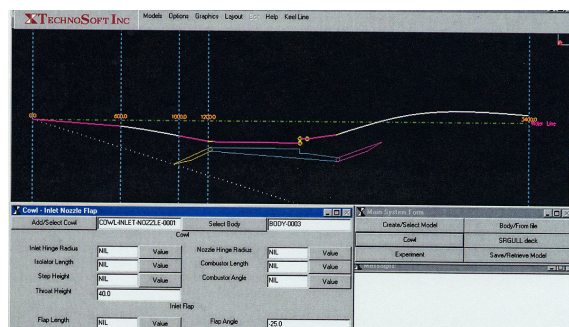 XTECHNOSOFT INC
Models Options Graphics Layout Help Keel Line
0.0 600.0 1000.0 1200.0 3400.0
Cowl - Inlet Nozzle Flap
Add/Select Cowl COWL-INLET-NOZZLE-0001 Select Body BODY-0003
Cowl
Inlet Hinge Radius NIL Value Nozzle Hinge Radius NIL Value
Isolator Length NIL Value Combustor Length NIL Value
Step Height NIL Value Combustor Angle NIL Value
Throat Height 40.0
Inlet Flap
Flap Length NIL Value Flap Angle -25.0
Main System Form
Create/Select Model Body/From file
Cowl SRGULL deck
Experiment Save/Retrieve Model
messages